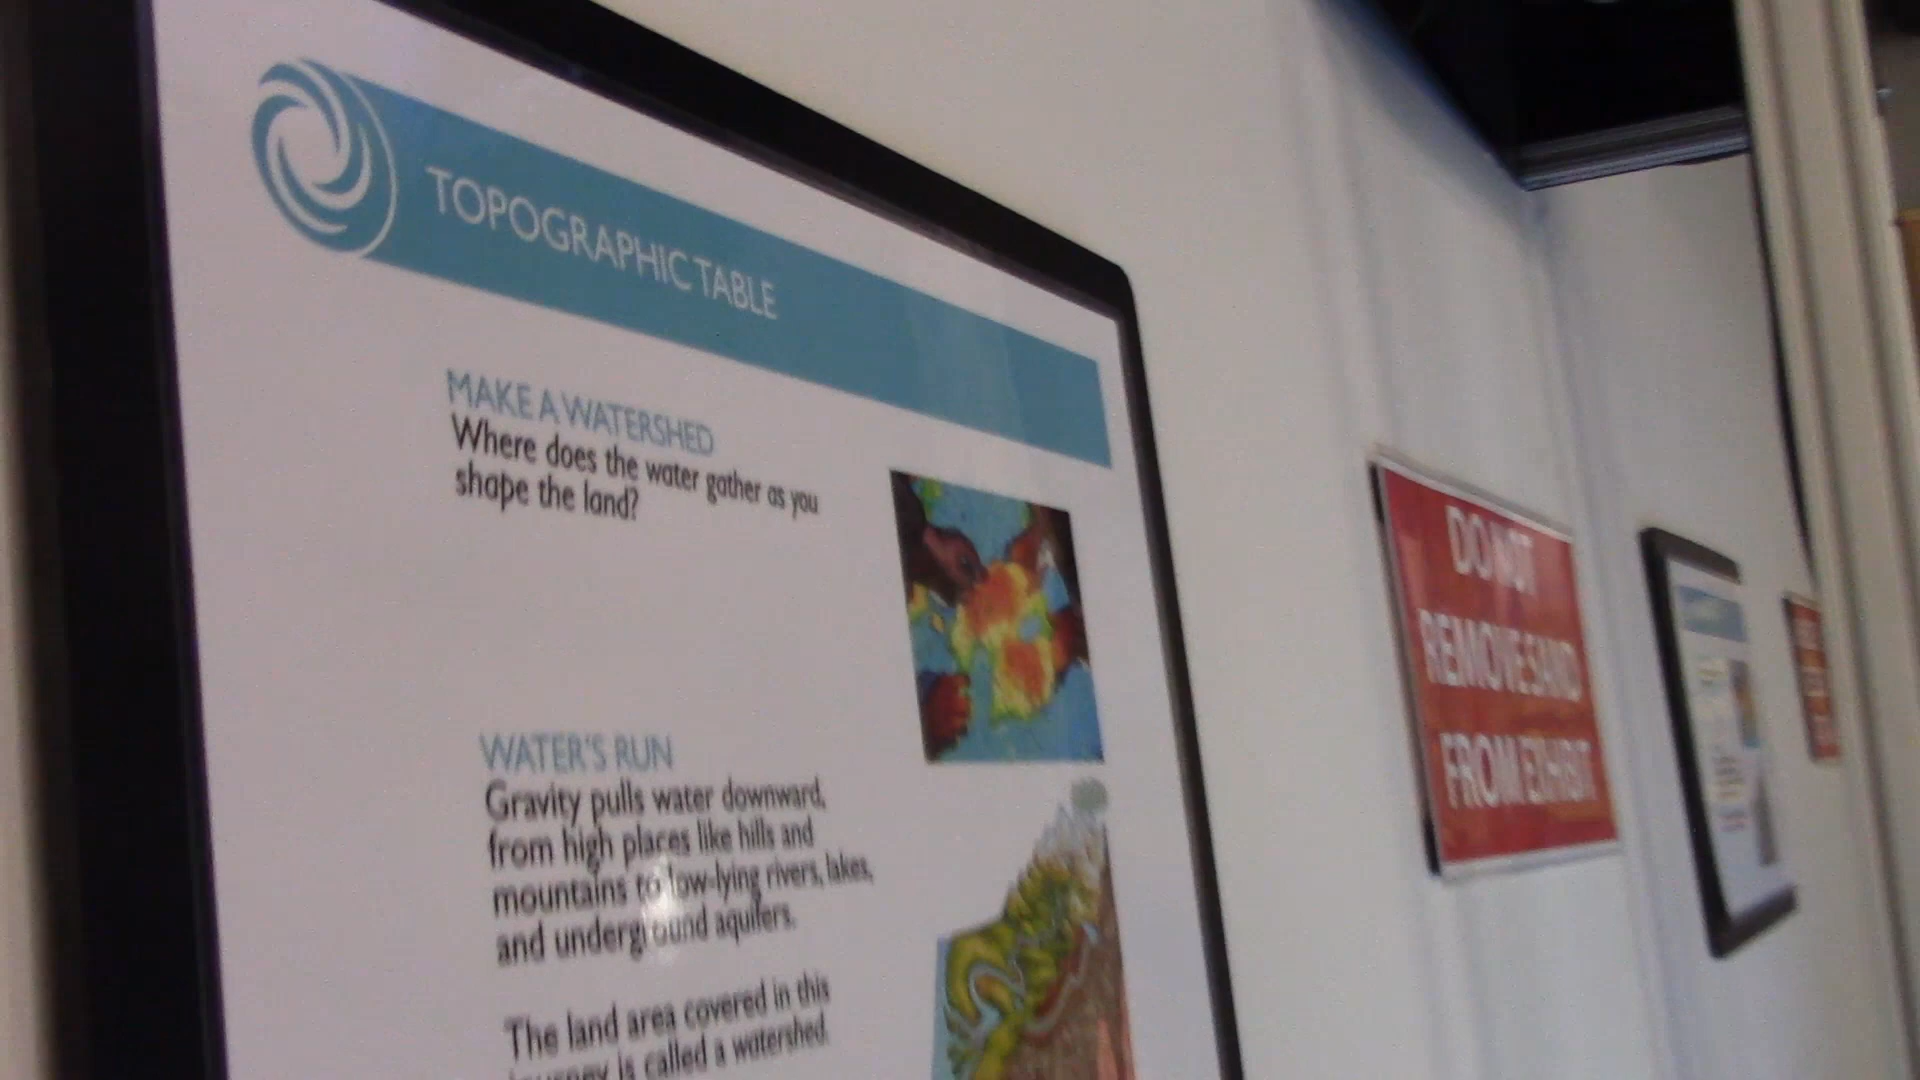 TOPOGRAPHIC TABLE
MAKE A WATERSHED
Where does the water gather as you
shape the land?
WATER'S RUN
Gravity pulls water downward,
from high places like hills and
mountains to low-lying rivers, lakes,
and underground aquifers.
The land area covered in this
journey is called a watershed.
DO NOT
REMOVE SAND
FROM EXHIBIT